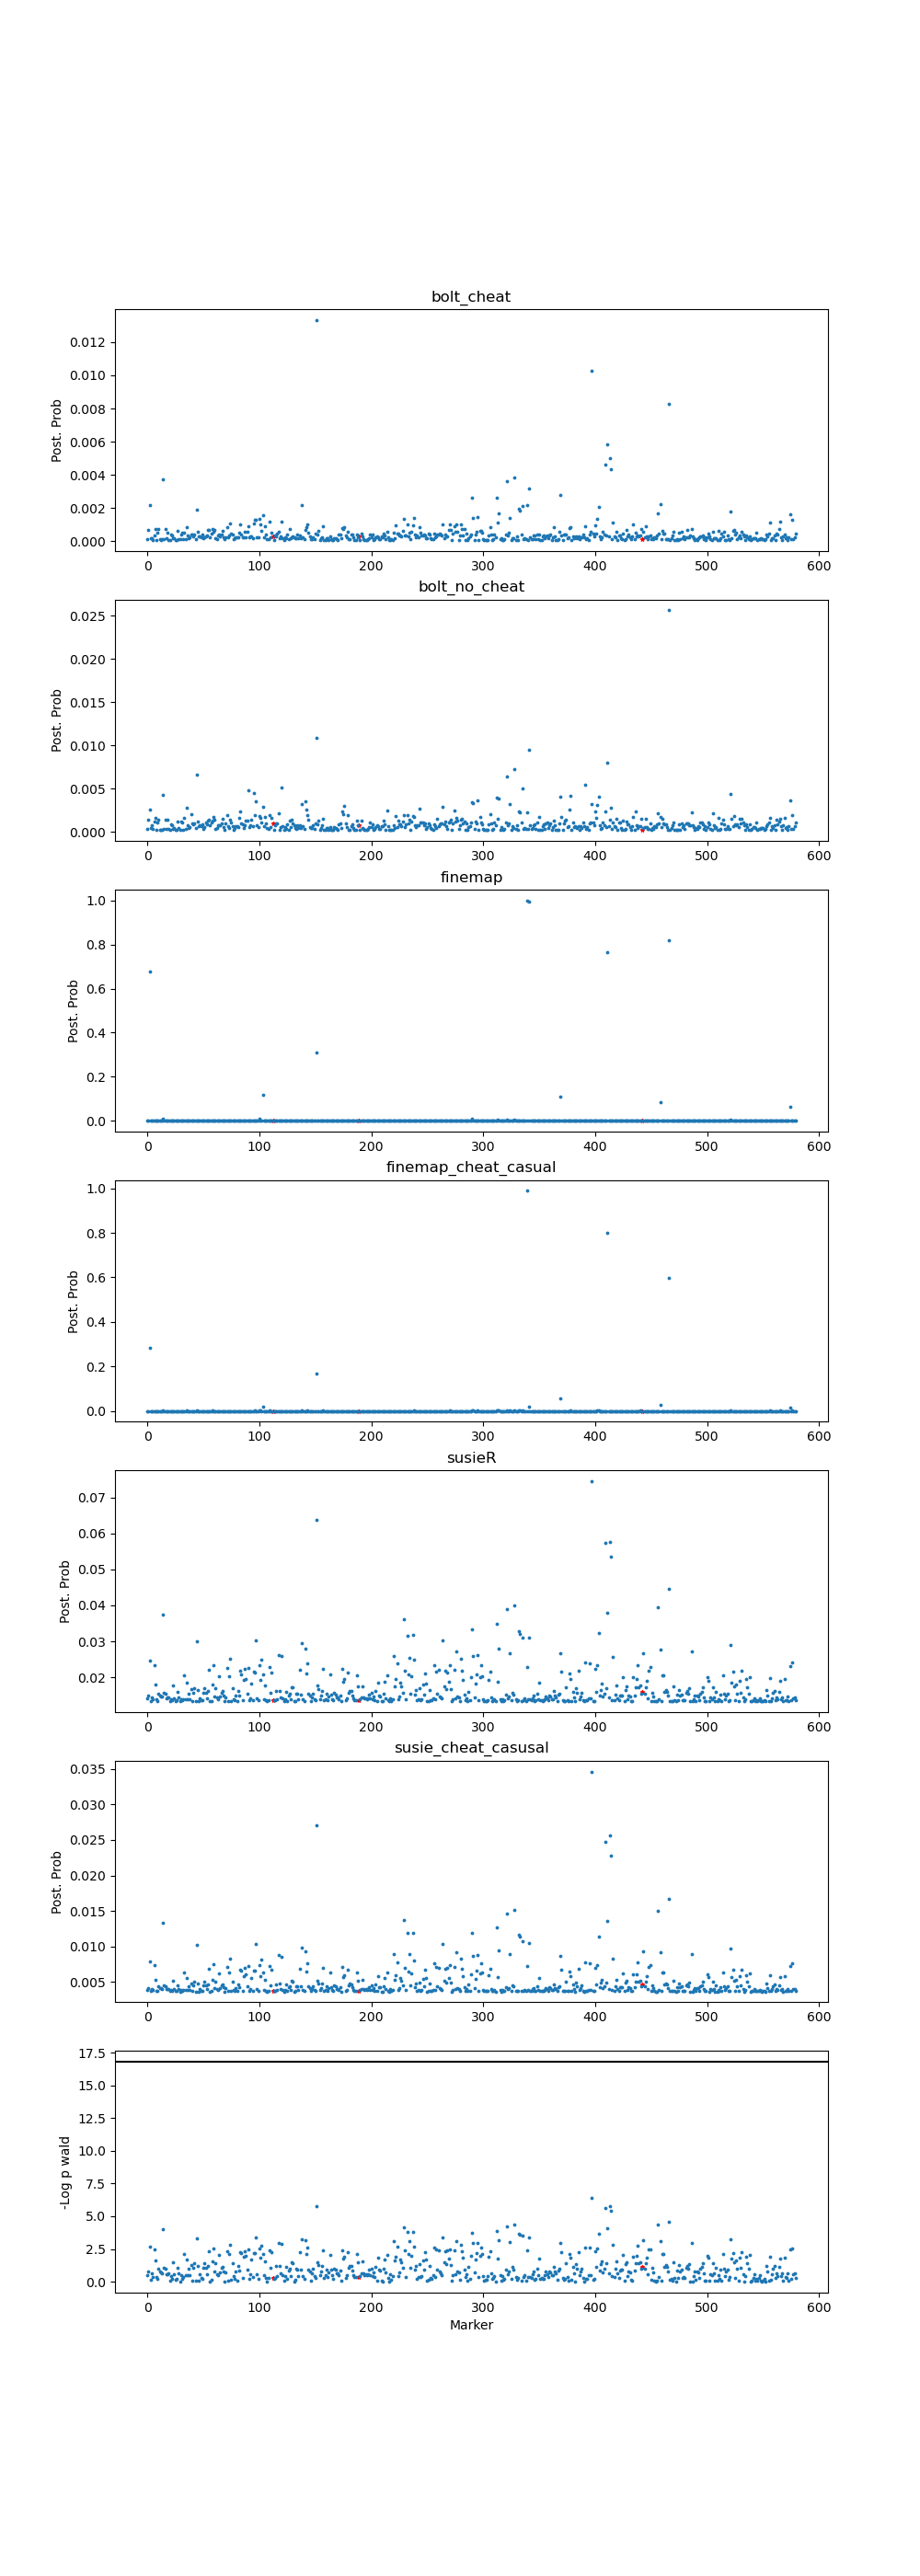 bolt_cheat
0.012
0.010
0.008
0.006
0.004
0.002
0.000
Post. Prob
0 100 200 300 400 500 600
bolt_no_cheat
0.025
0.020
0.015
0.010
0.005
0.000
Post. Prob
0 100 200 300 400 500 600
finemap
1.0
0.8
0.6
0.4
0.2
0.0
Post. Prob
0 100 200 300 400 500 600
finemap_cheat_casual
1.0
0.8
0.6
0.4
0.2
0.0
Post. Prob
0 100 200 300 400 500 600
susieR
0.07
0.06
0.05
0.04
0.03
0.02
Post. Prob
0 100 200 300 400 500 600
susie_cheat_casusal
0.035
0.030
0.025
0.020
0.015
0.010
0.005
Post. Prob
0 100 200 300 400 500 600
17.5
15.0
12.5
10.0
7.5
5.0
2.5
0.0
-Log p wald
0 100 200 300 400 500 600
Marker